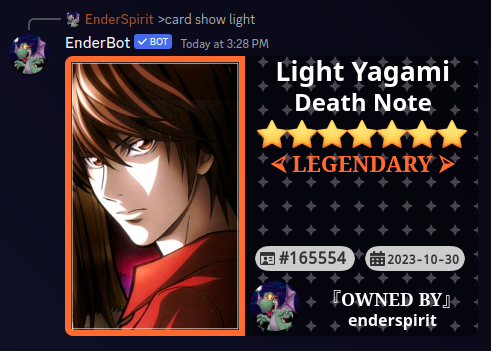 EnderSpirit >card show light
EnderBot ✓ BOT Today at 3:28 PM
Light Yagami
Death Note
⋞ LEGENDARY ⋟
#165554 2023-10-30
『OWNED BY』
enderspirit